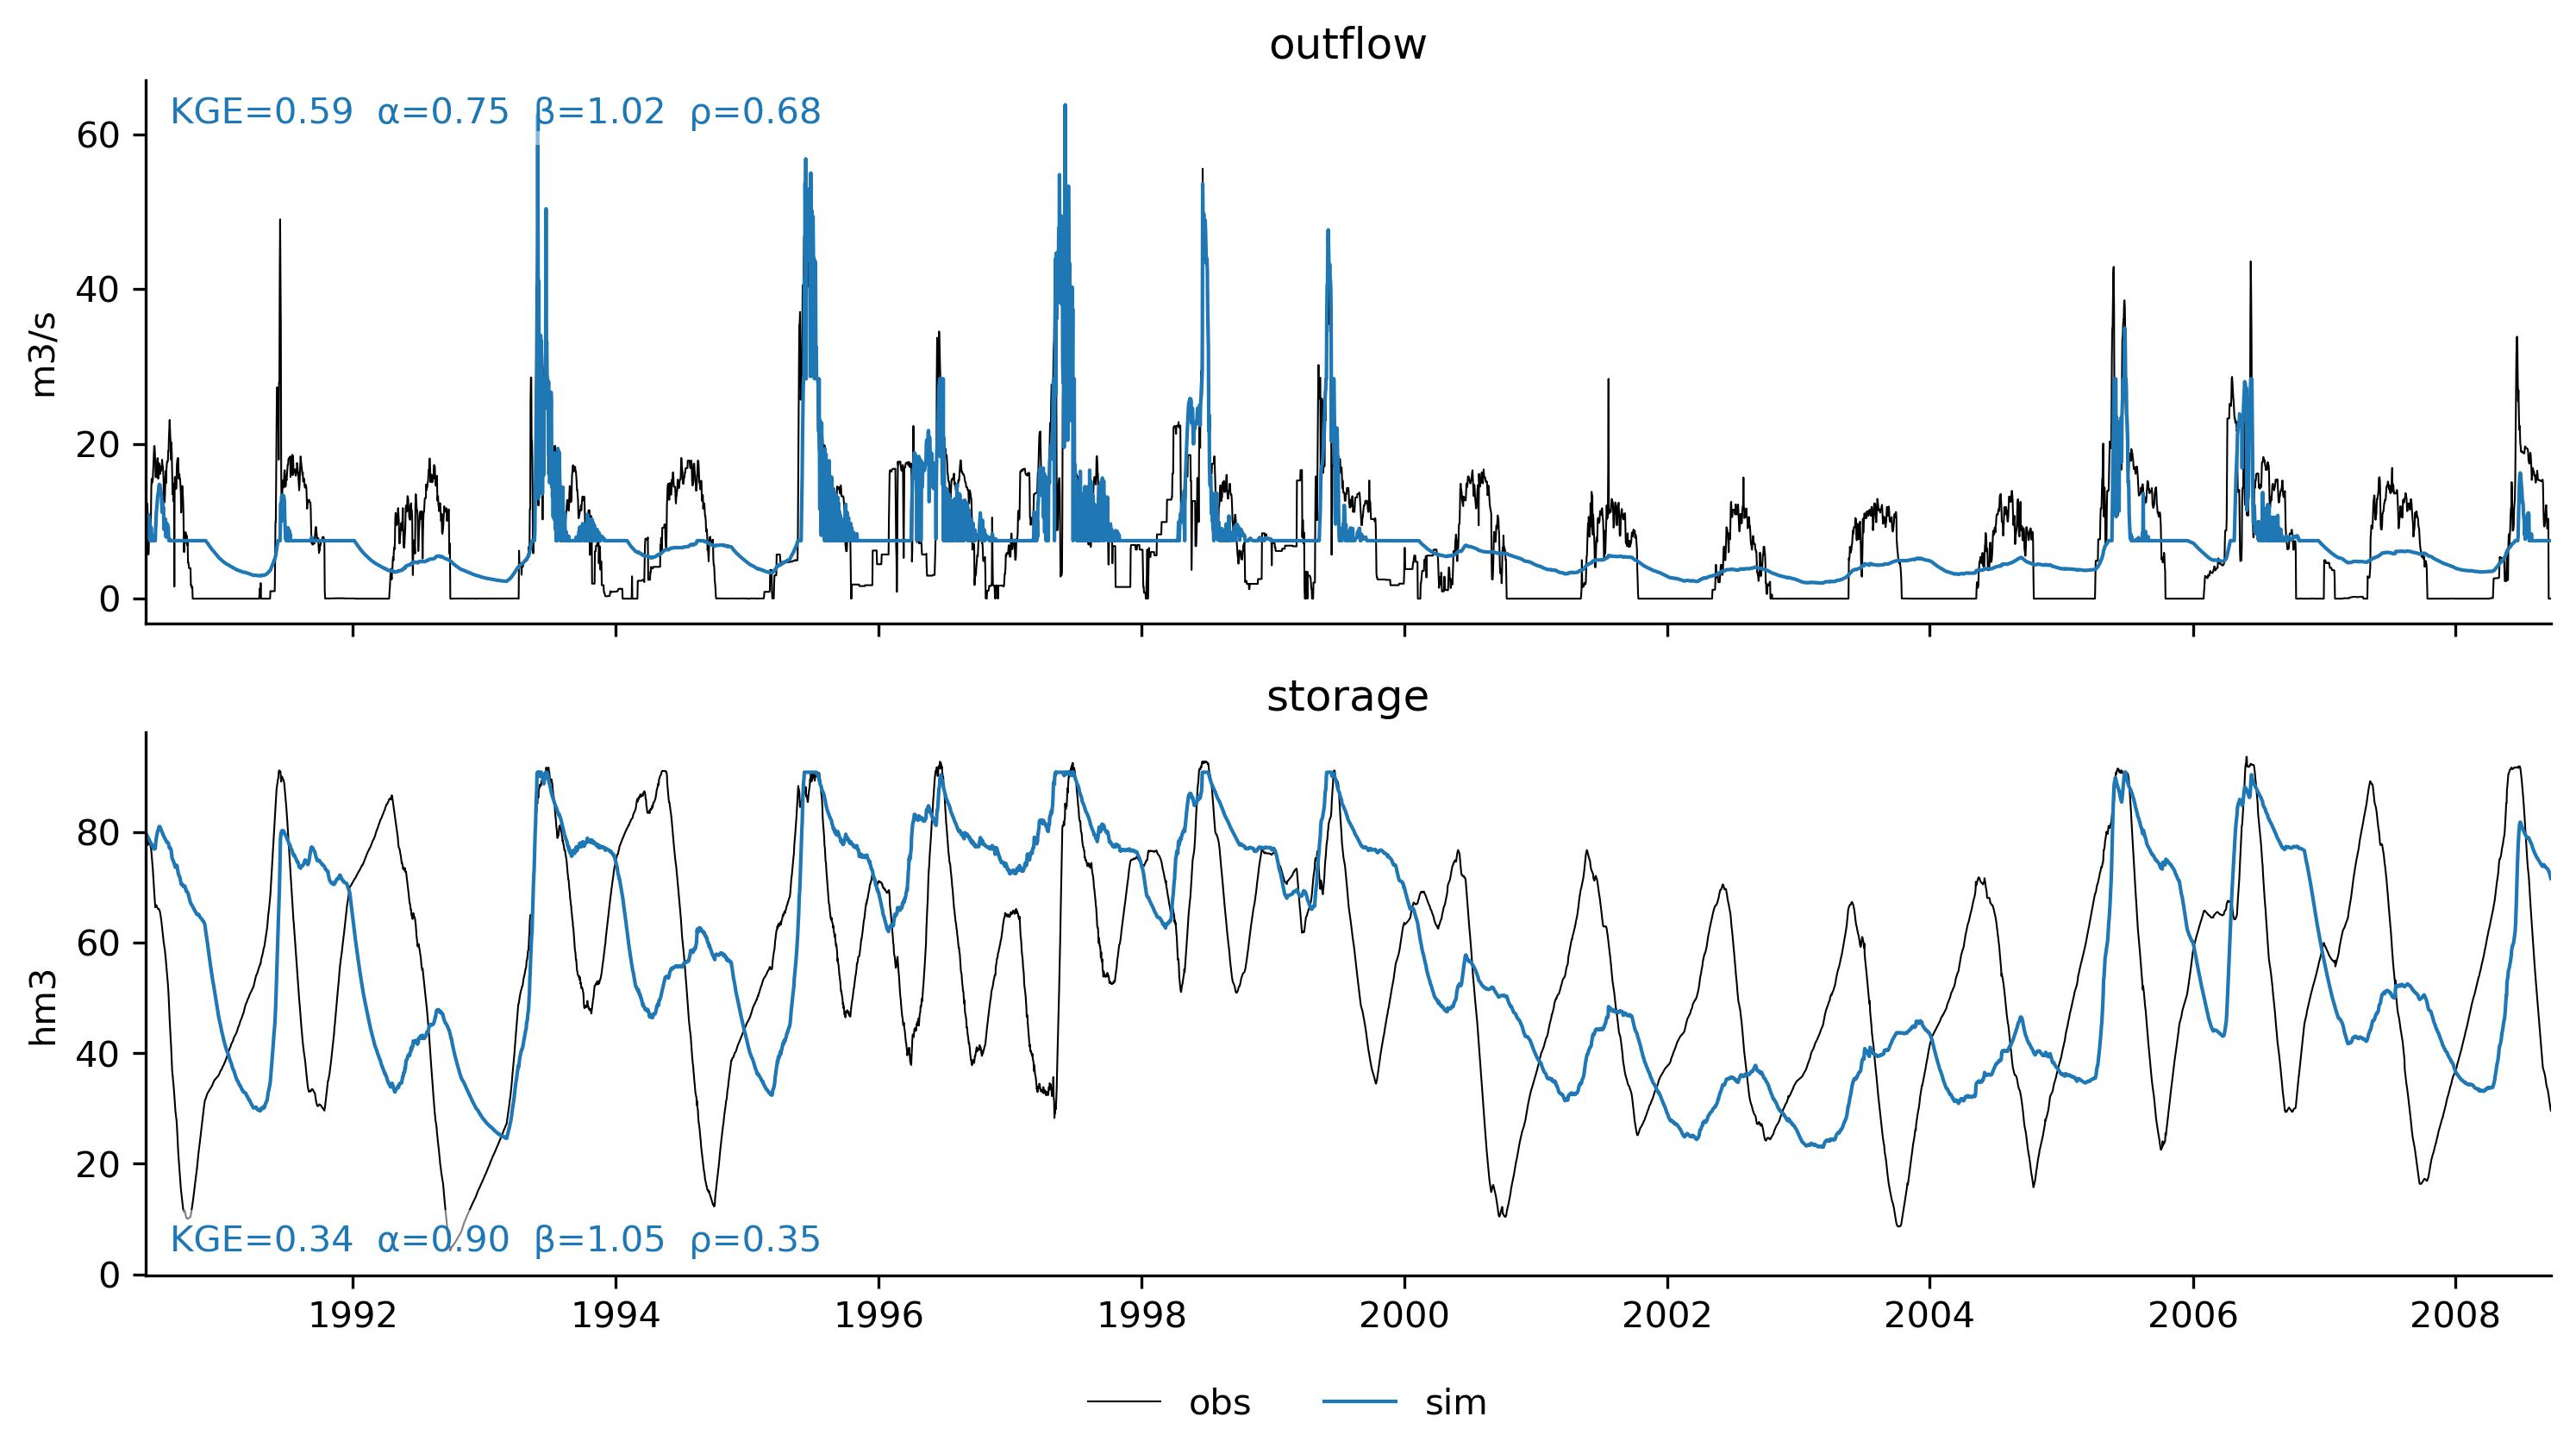 outflow
KGE=0.59 α=0.75 β=1.02 ρ=0.68
m3/s
60
40
20
0
storage
hm3
80
60
40
20
0
KGE=0.34 α=0.90 β=1.05 ρ=0.35
1992 1994 1996 1998 2000 2002 2004 2006 2008
obs sim